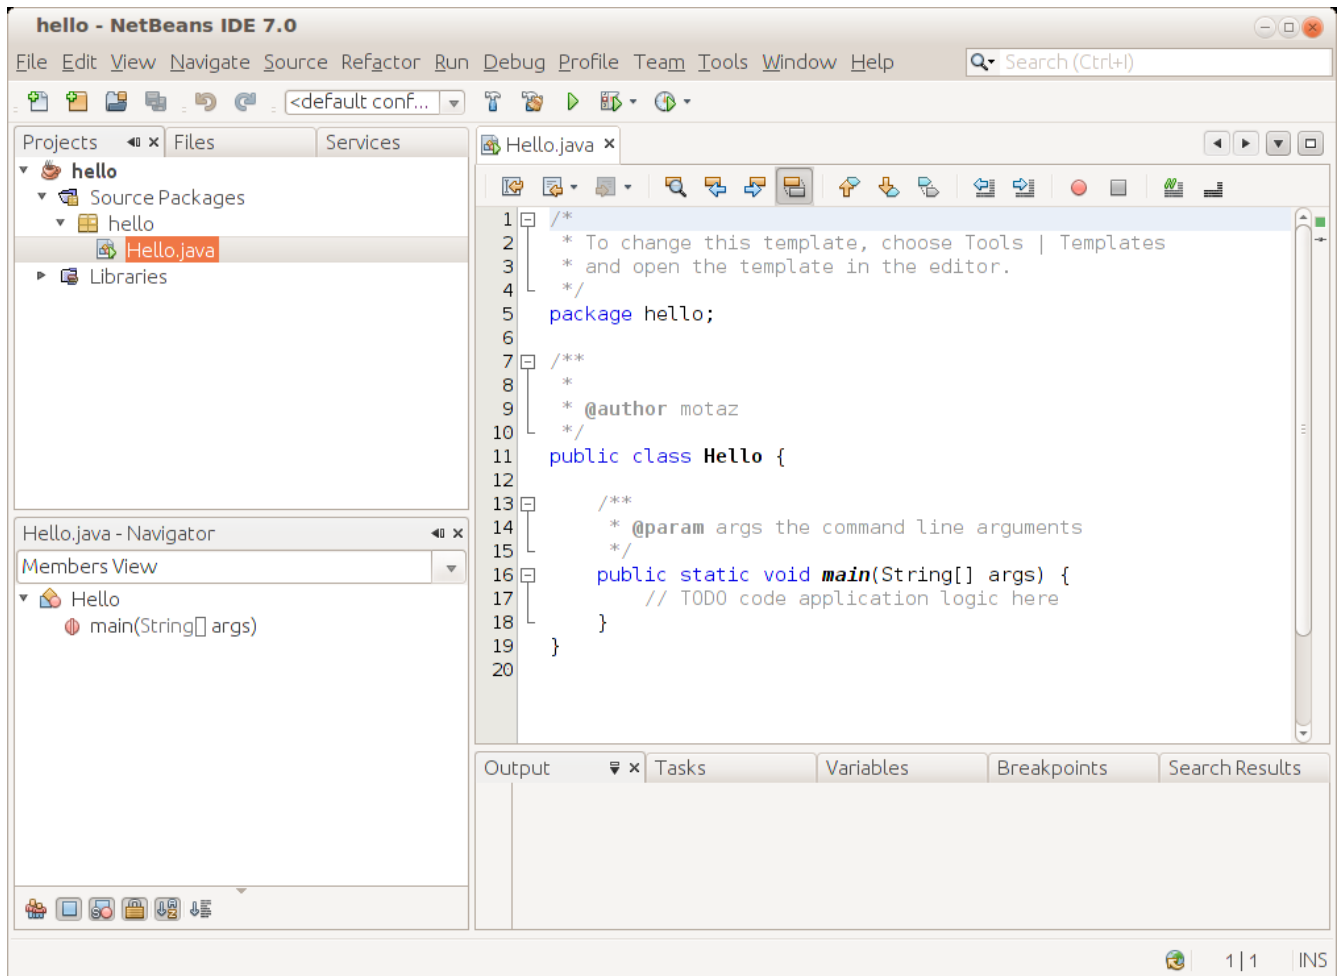 hello - NetBeans IDE 7.0
File Edit View Navigate Source Refactor Run Debug Profile Team Tools Window Help Search (Ctrl+I)
<default conf...
Projects Files Services
hello
Source Packages
hello
Hello.java
Libraries
Hello.java - Navigator
Members View
Hello
main(String[] args)
Hello.java
1 /*
2 * To change this template, choose Tools | Templates
3 * and open the template in the editor.
4 */
5 package hello;
6
7 /**
8 *
9 * @author motaz
10 */
11 public class Hello {
12
13 /**
14 * @param args the command line arguments
15 */
16 public static void main(String[] args) {
17 // TODO code application logic here
18 }
19 }
20
Output Tasks Variables Breakpoints Search Results
1 | 1 INS